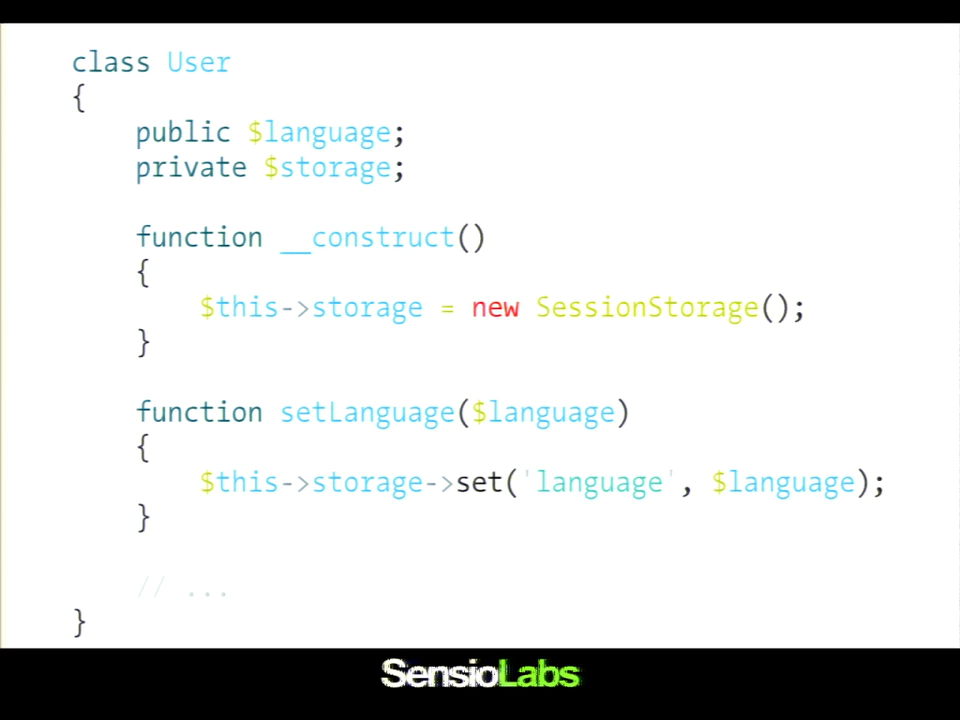 class User
{
    public $language;
    private $storage;

    function __construct()
    {
        $this->storage = new SessionStorage();
    }

    function setLanguage($language)
    {
        $this->storage->set('language', $language);
    }

    // ...
}
SensioLabs